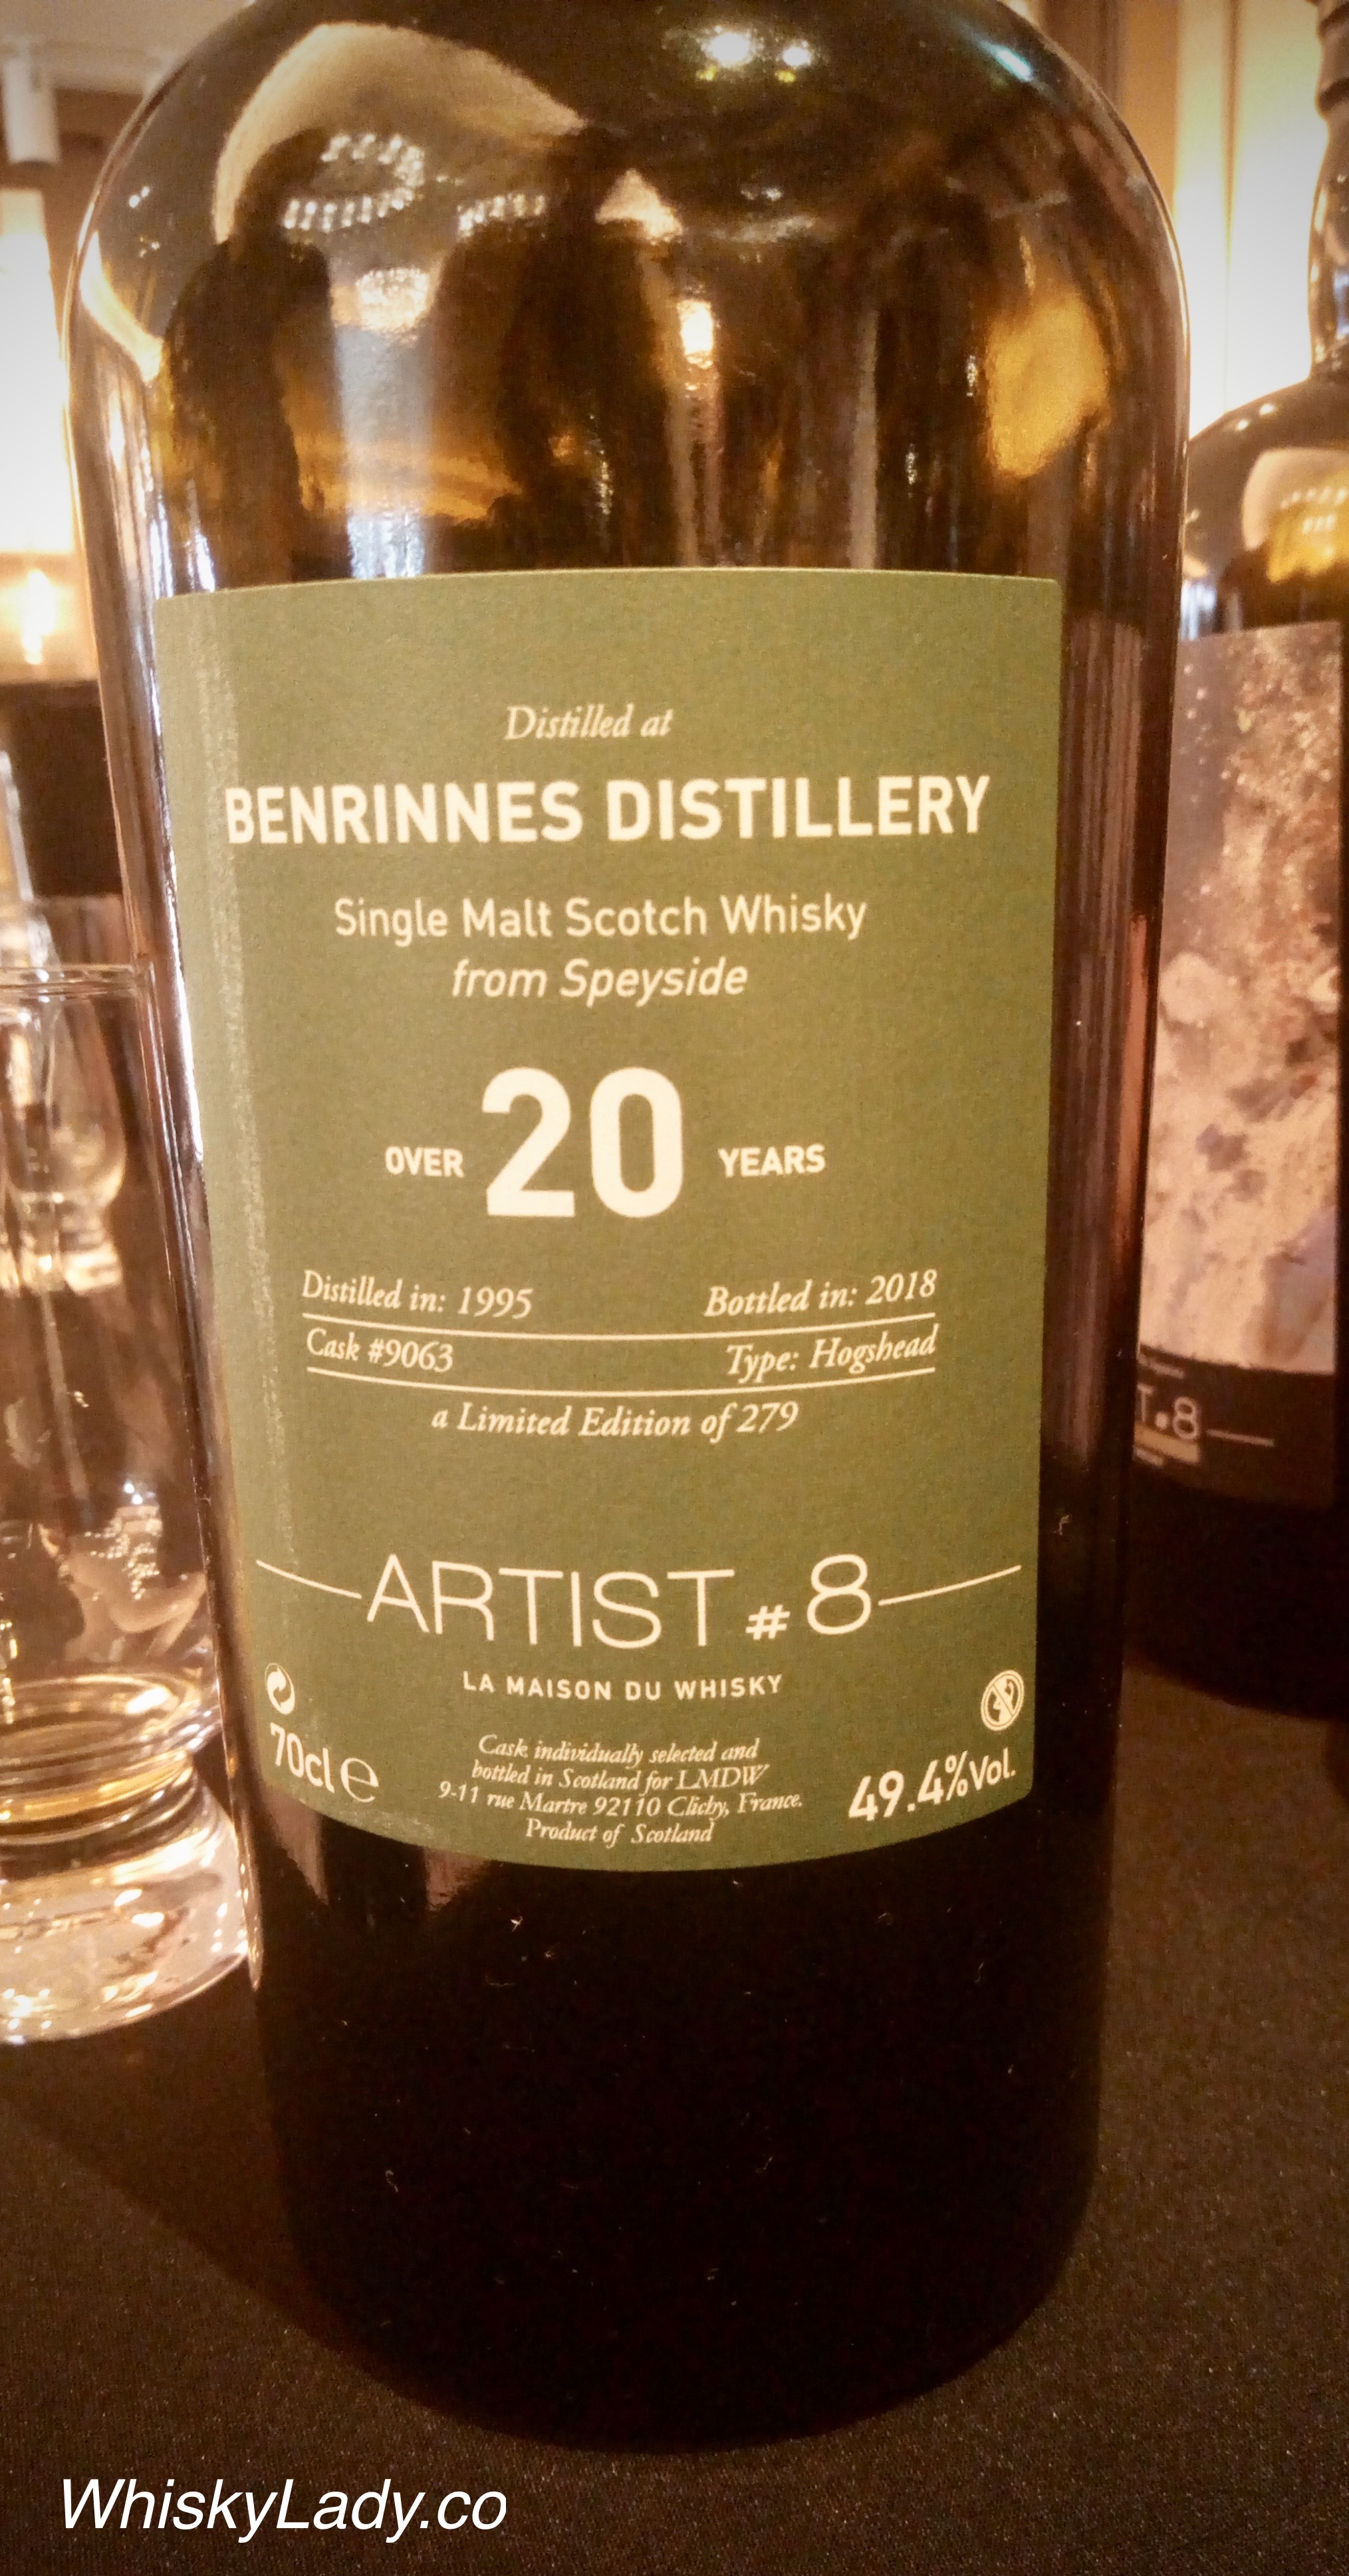 Distilled at
BENRINNES DISTILLERY
Single Malt Scotch Whisky
from Speyside
OVER 20 YEARS
Distilled in: 1995 Bottled in: 2018
Cask #9063 Type: Hogshead
a Limited Edition of 279
ARTIST #8
LA MAISON DU WHISKY
Cask individually selected and
bottled in Scotland for LMDW
9-11 rue Martre 92110 Clichy, France.
Product of Scotland
70cl e
49.4%Vol.
T.#8
WhiskyLady.co